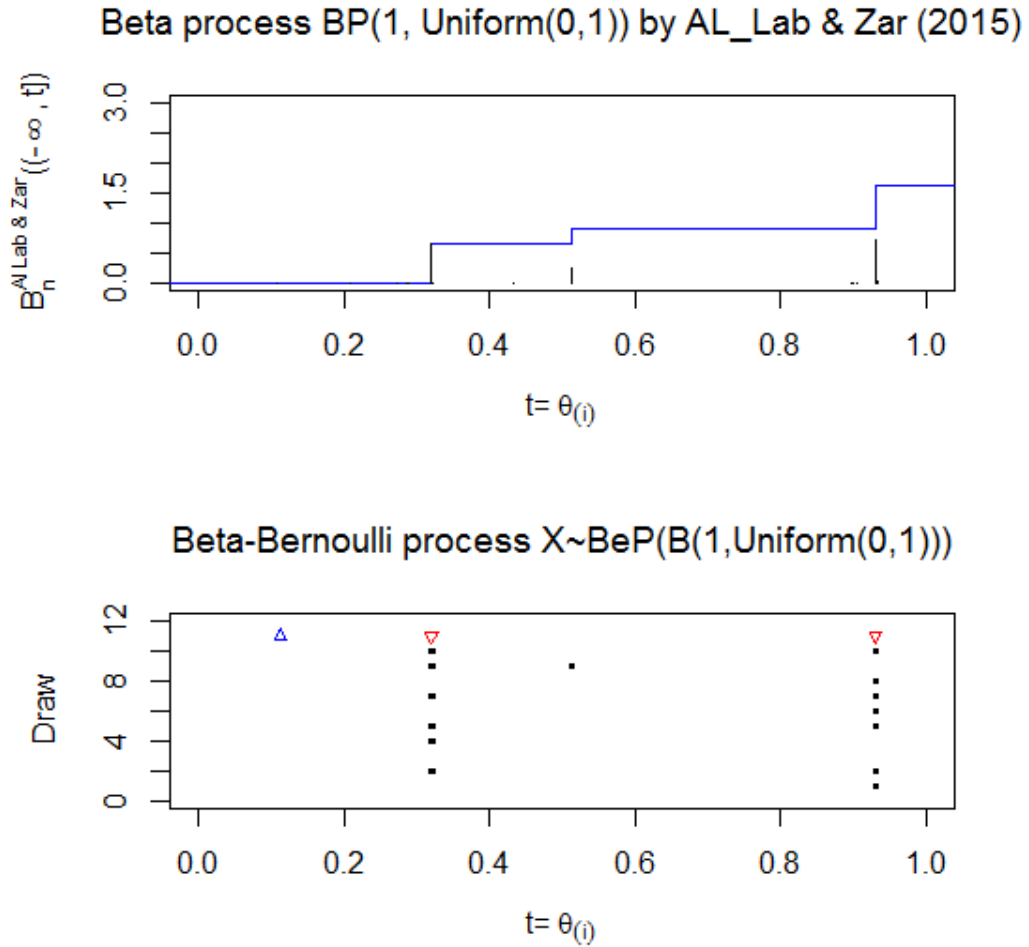 Beta process BP(1, Uniform(0,1)) by AL_Lab & Zar (2015)
B_n^{Al Lab & Zar}((- ∞ , t])
3.0
1.5
0.0
0.0 0.2 0.4 0.6 0.8 1.0
t= θ_(i)
Beta-Bernoulli process X~BeP(B(1,Uniform(0,1)))
Draw
12
8
4
0
0.0 0.2 0.4 0.6 0.8 1.0
t= θ_(i)